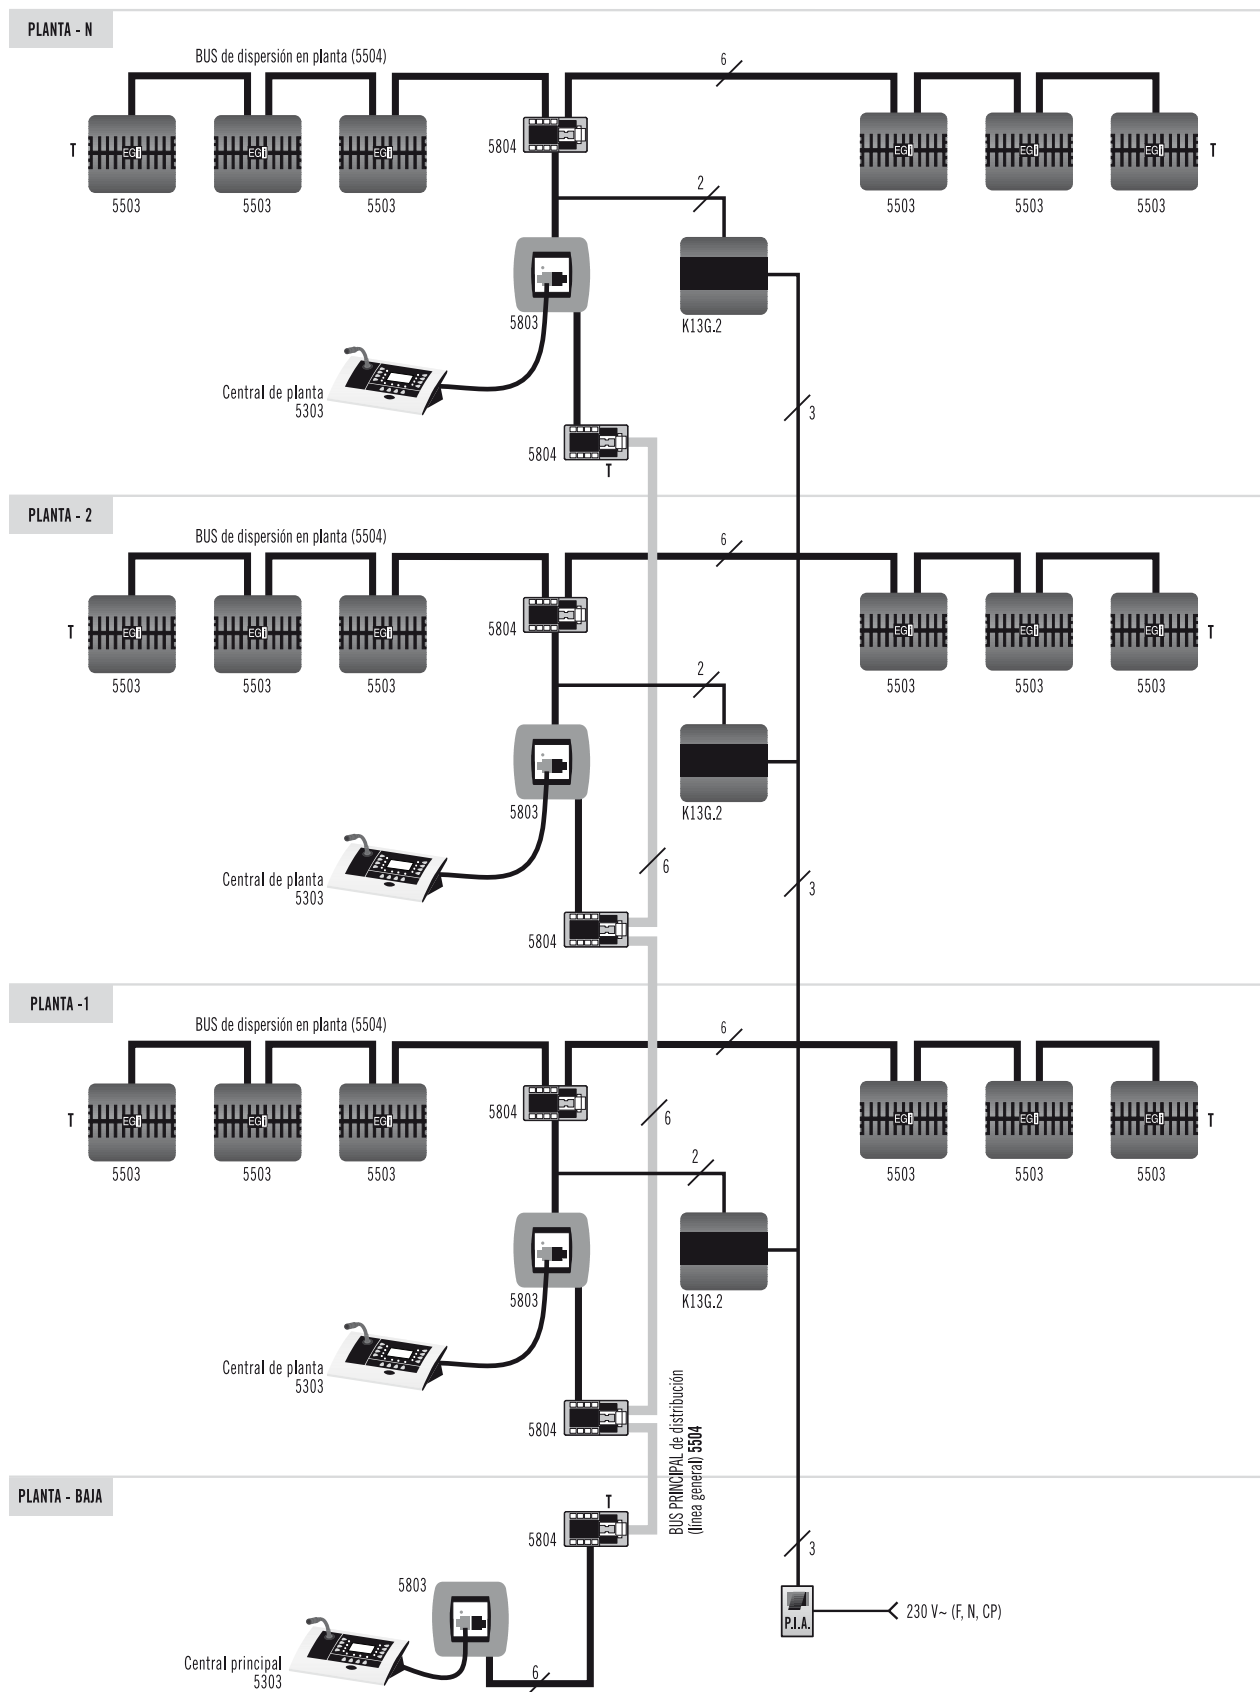 PLANTA - N
BUS de dispersión en planta (5504)
6
5804
T
EGi
EGi
EGi
EGi
EGi
EGi
T
5503
5503
5503
5503
5503
5503
2
5803
K13G.2
Central de planta
5303
3
5804
T
PLANTA - 2
BUS de dispersión en planta (5504)
6
5804
T
EGi
EGi
EGi
EGi
EGi
EGi
T
5503
5503
5503
5503
5503
5503
2
5803
K13G.2
Central de planta
5303
6
3
5804
PLANTA -1
BUS de dispersión en planta (5504)
6
5804
6
T
EGi
EGi
EGi
EGi
EGi
EGi
T
5503
5503
5503
5503
5503
5503
2
5803
K13G.2
Central de planta
5303
5804
BUS PRINCIPAL de distribución
(línea general) 5504
PLANTA - BAJA
T
5804
3
5803
P.I.A.
230 V~ (F, N, CP)
Central principal
5303
6